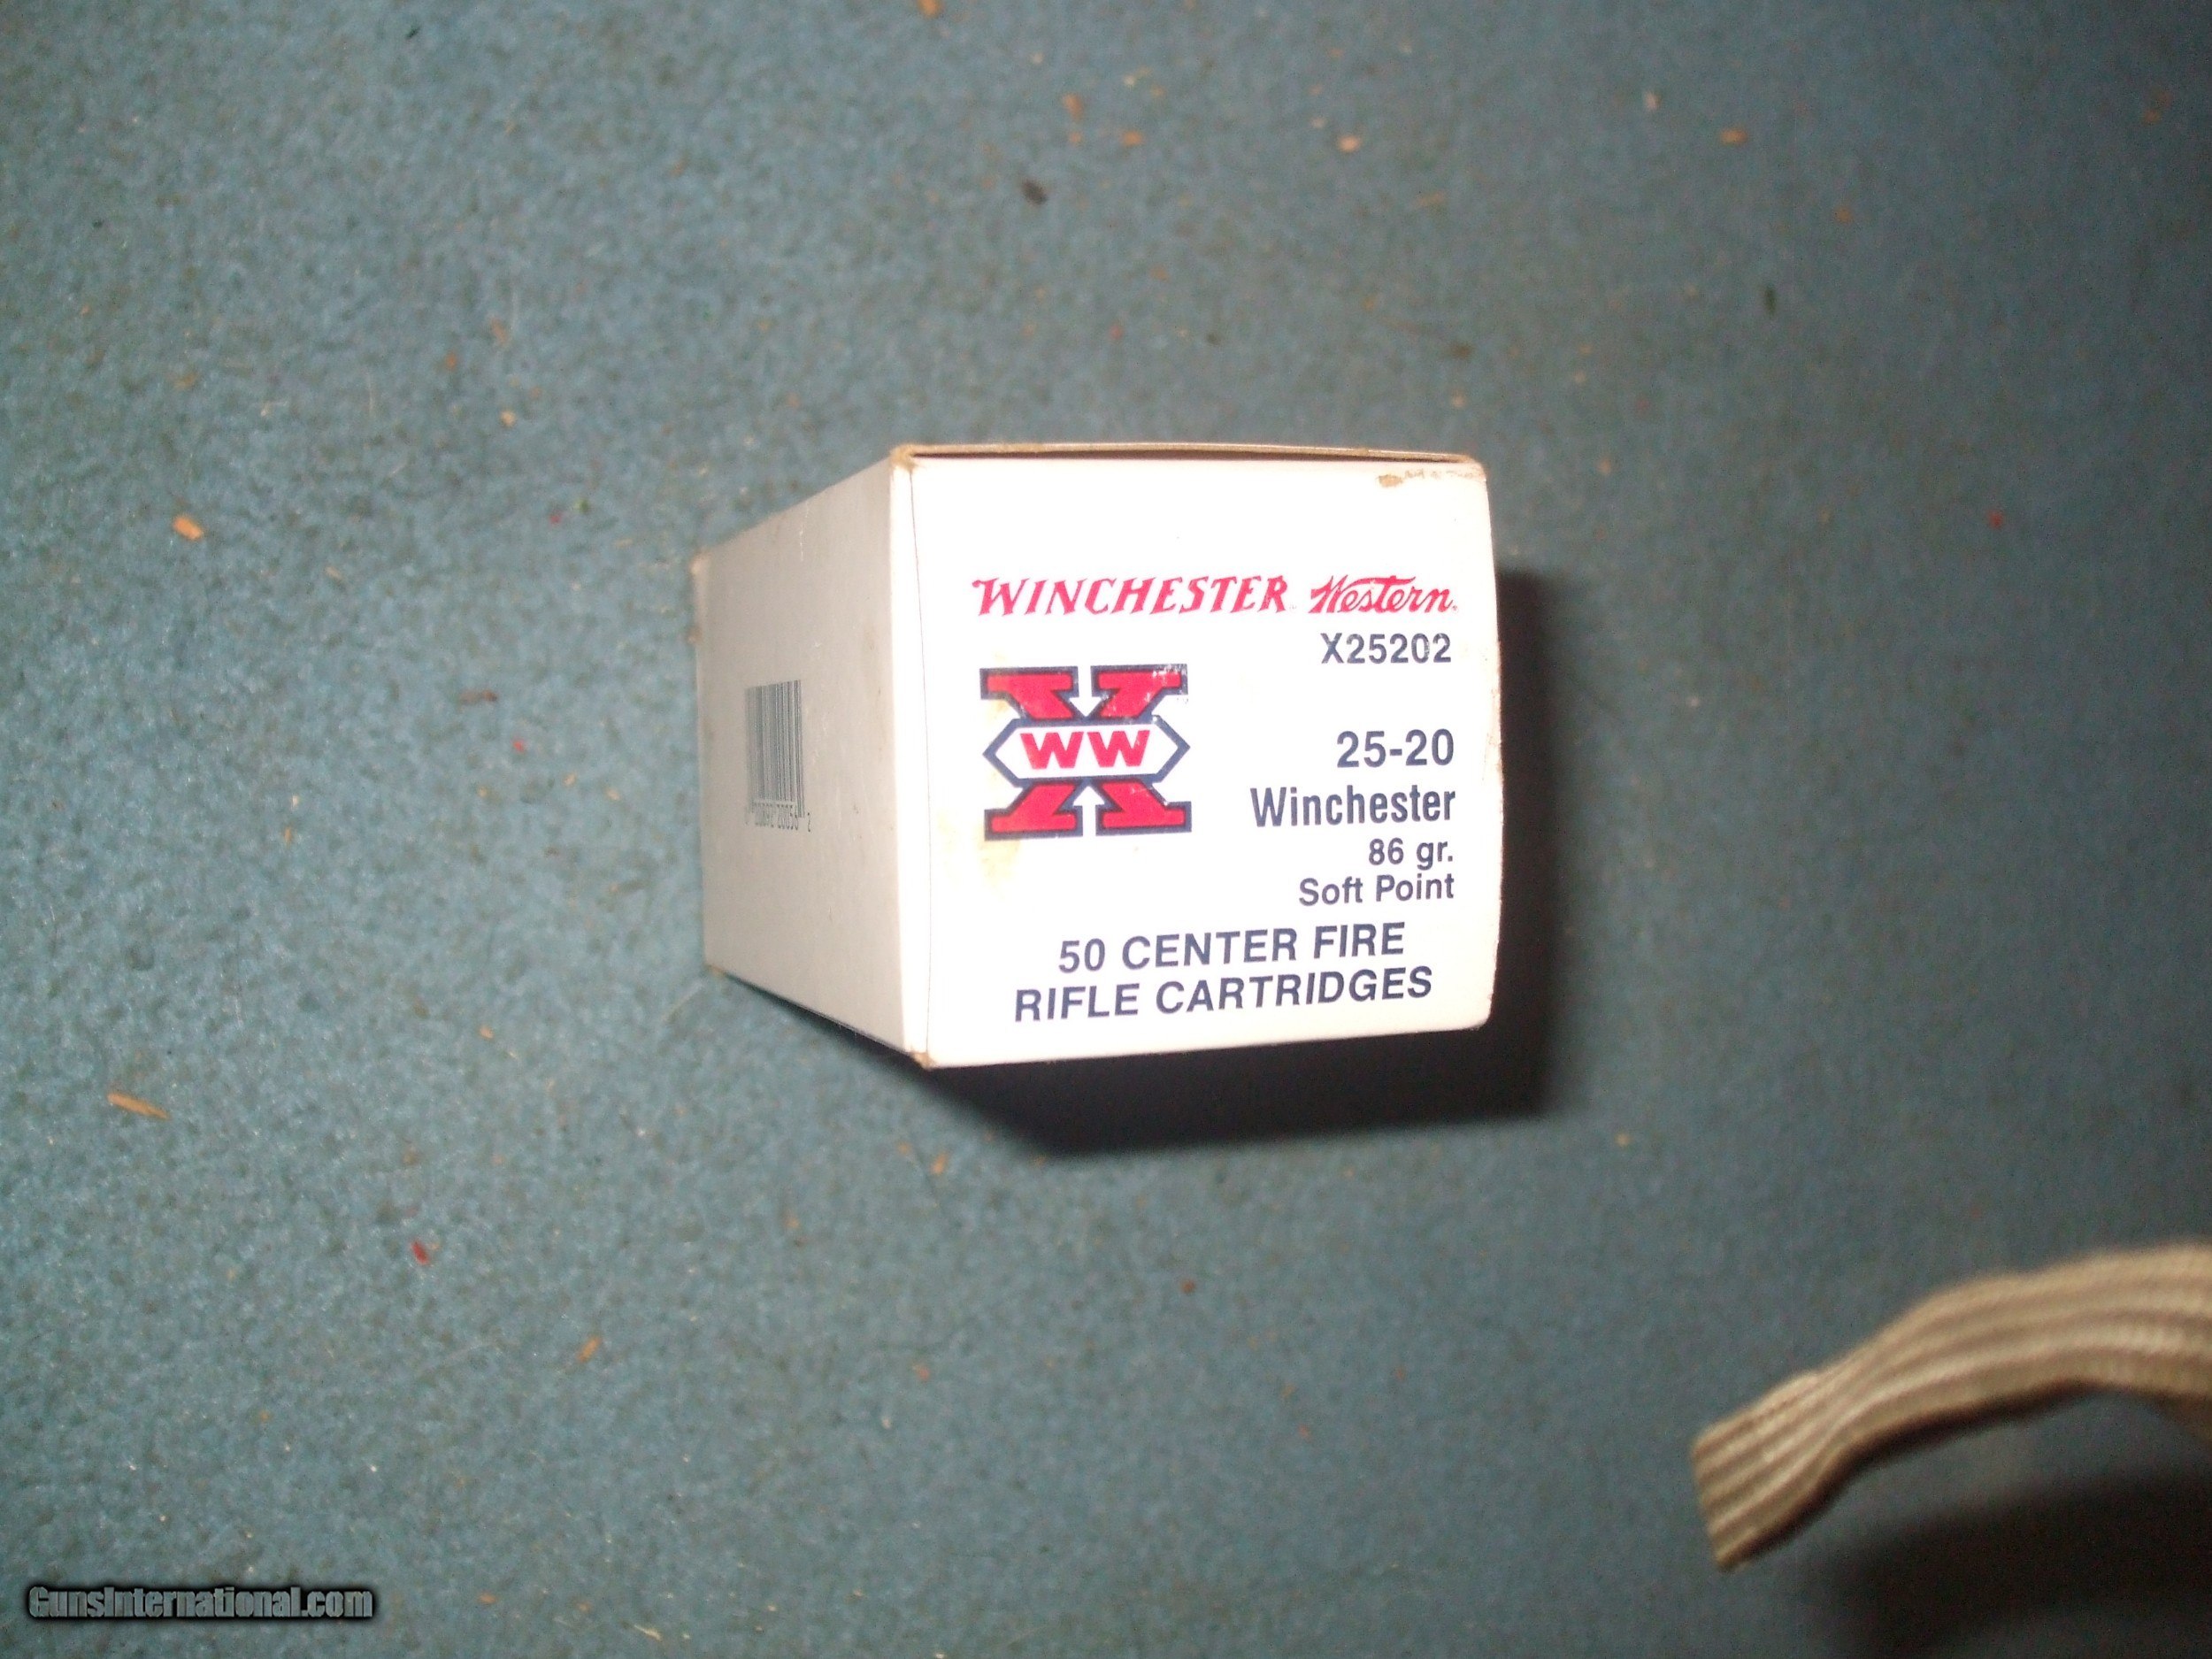 WINCHESTER Western
X25202
WW
25-20
Winchester
86 gr.
Soft Point
50 CENTER FIRE
RIFLE CARTRIDGES
GunsInternational.com